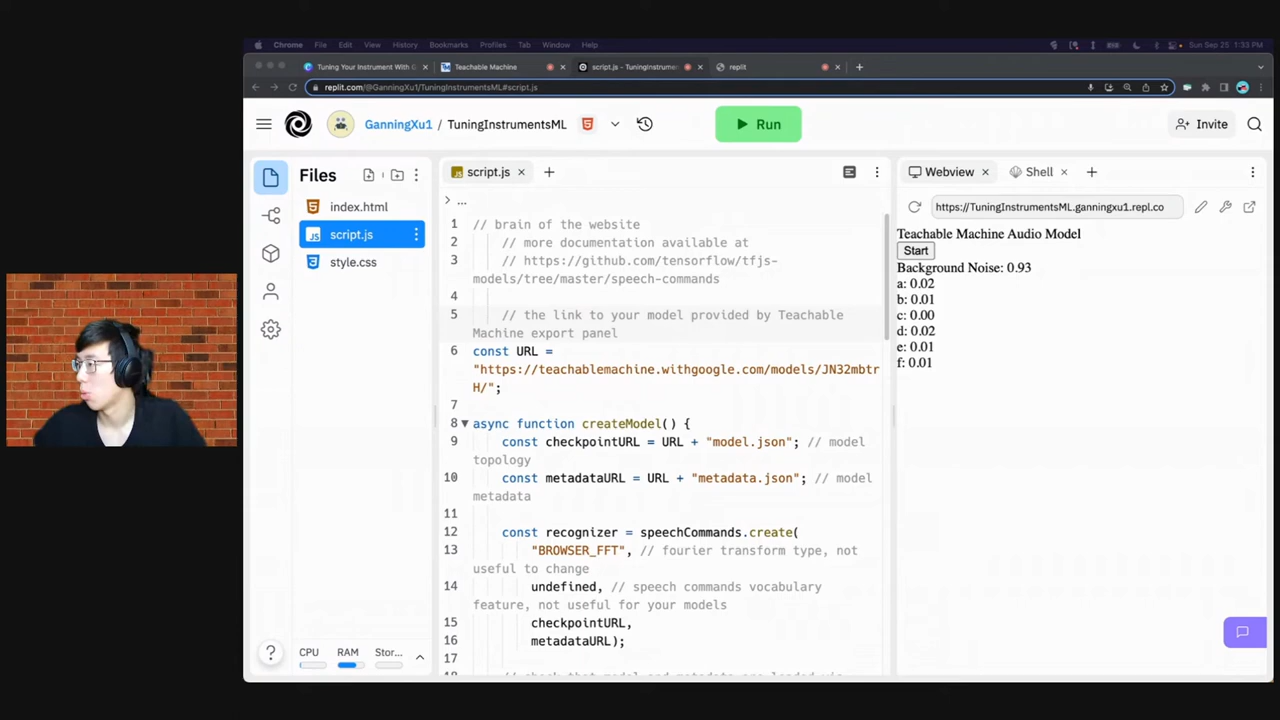 Chrome File Edit View History Bookmarks Profiles Tab Window Help
Sun Sep 25 1:33 PM
Tuning Your Instrument With G
Teachable Machine
script.js - TuningInstrumen
replit
replit.com/@GanningXu1/TuningInstrumentsML#script.js
GanningXu1 / TuningInstrumentsML
Run
Invite
Files
index.html
script.js
style.css
CPU RAM Stor...
script.js
...
1 // brain of the website
2 // more documentation available at
3 // https://github.com/tensorflow/tfjs-
models/tree/master/speech-commands
4
5 // the link to your model provided by Teachable
Machine export panel
6 const URL =
"https://teachablemachine.withgoogle.com/models/JN32mbtr
H/";
7
8 async function createModel() {
9 const checkpointURL = URL + "model.json"; // model
topology
10 const metadataURL = URL + "metadata.json"; // model
metadata
11
12 const recognizer = speechCommands.create(
13 "BROWSER_FFT", // fourier transform type, not
useful to change
14 undefined, // speech commands vocabulary
feature, not useful for your models
15 checkpointURL,
16 metadataURL);
17
Webview
Shell
https://TuningInstrumentsML.ganningxu1.repl.co
Teachable Machine Audio Model
Start
Background Noise: 0.93
a: 0.02
b: 0.01
c: 0.00
d: 0.02
e: 0.01
f: 0.01